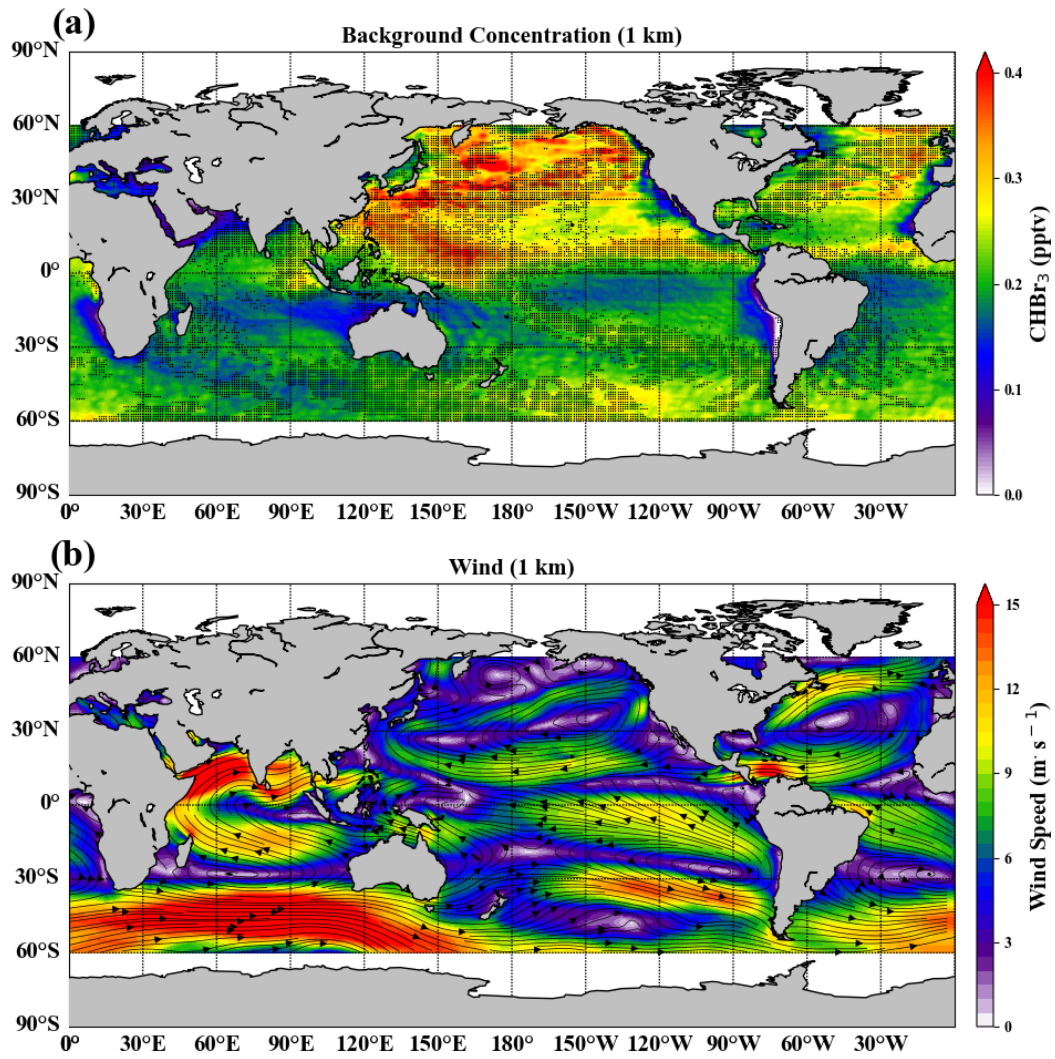 (a)
Background Concentration (1 km)
90°N
60°N
30°N
0°
30°S
60°S
90°S
0° 30°E 60°E 90°E 120°E 150°E 180° 150°W 120°W 90°W 60°W 30°W
0.4
0.3
0.2
0.1
0.0
CHBr₃ (pptv)
(b)
Wind (1 km)
90°N
60°N
30°N
0°
30°S
60°S
90°S
0° 30°E 60°E 90°E 120°E 150°E 180° 150°W 120°W 90°W 60°W 30°W
15
12
9
6
3
0
Wind Speed (m· s⁻¹)